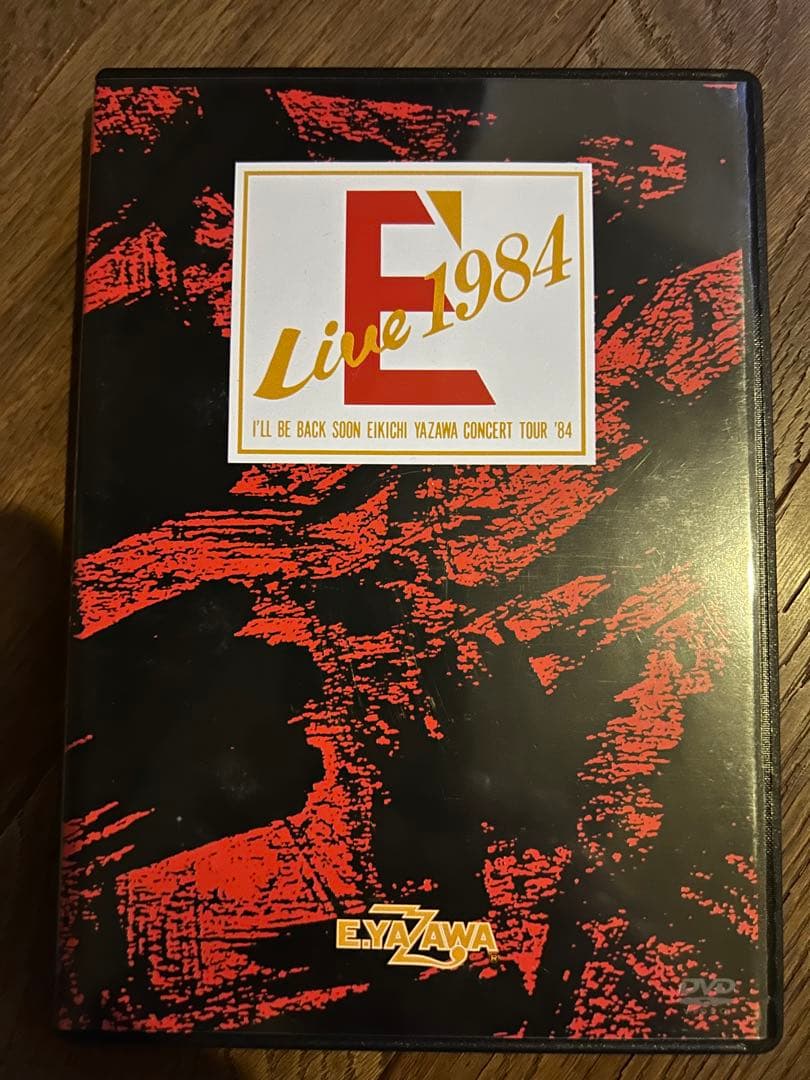 E'
Live 1984
I'LL BE BACK SOON EIKICHI YAZAWA CONCERT TOUR '84
E.YAZAWA
®
DVD